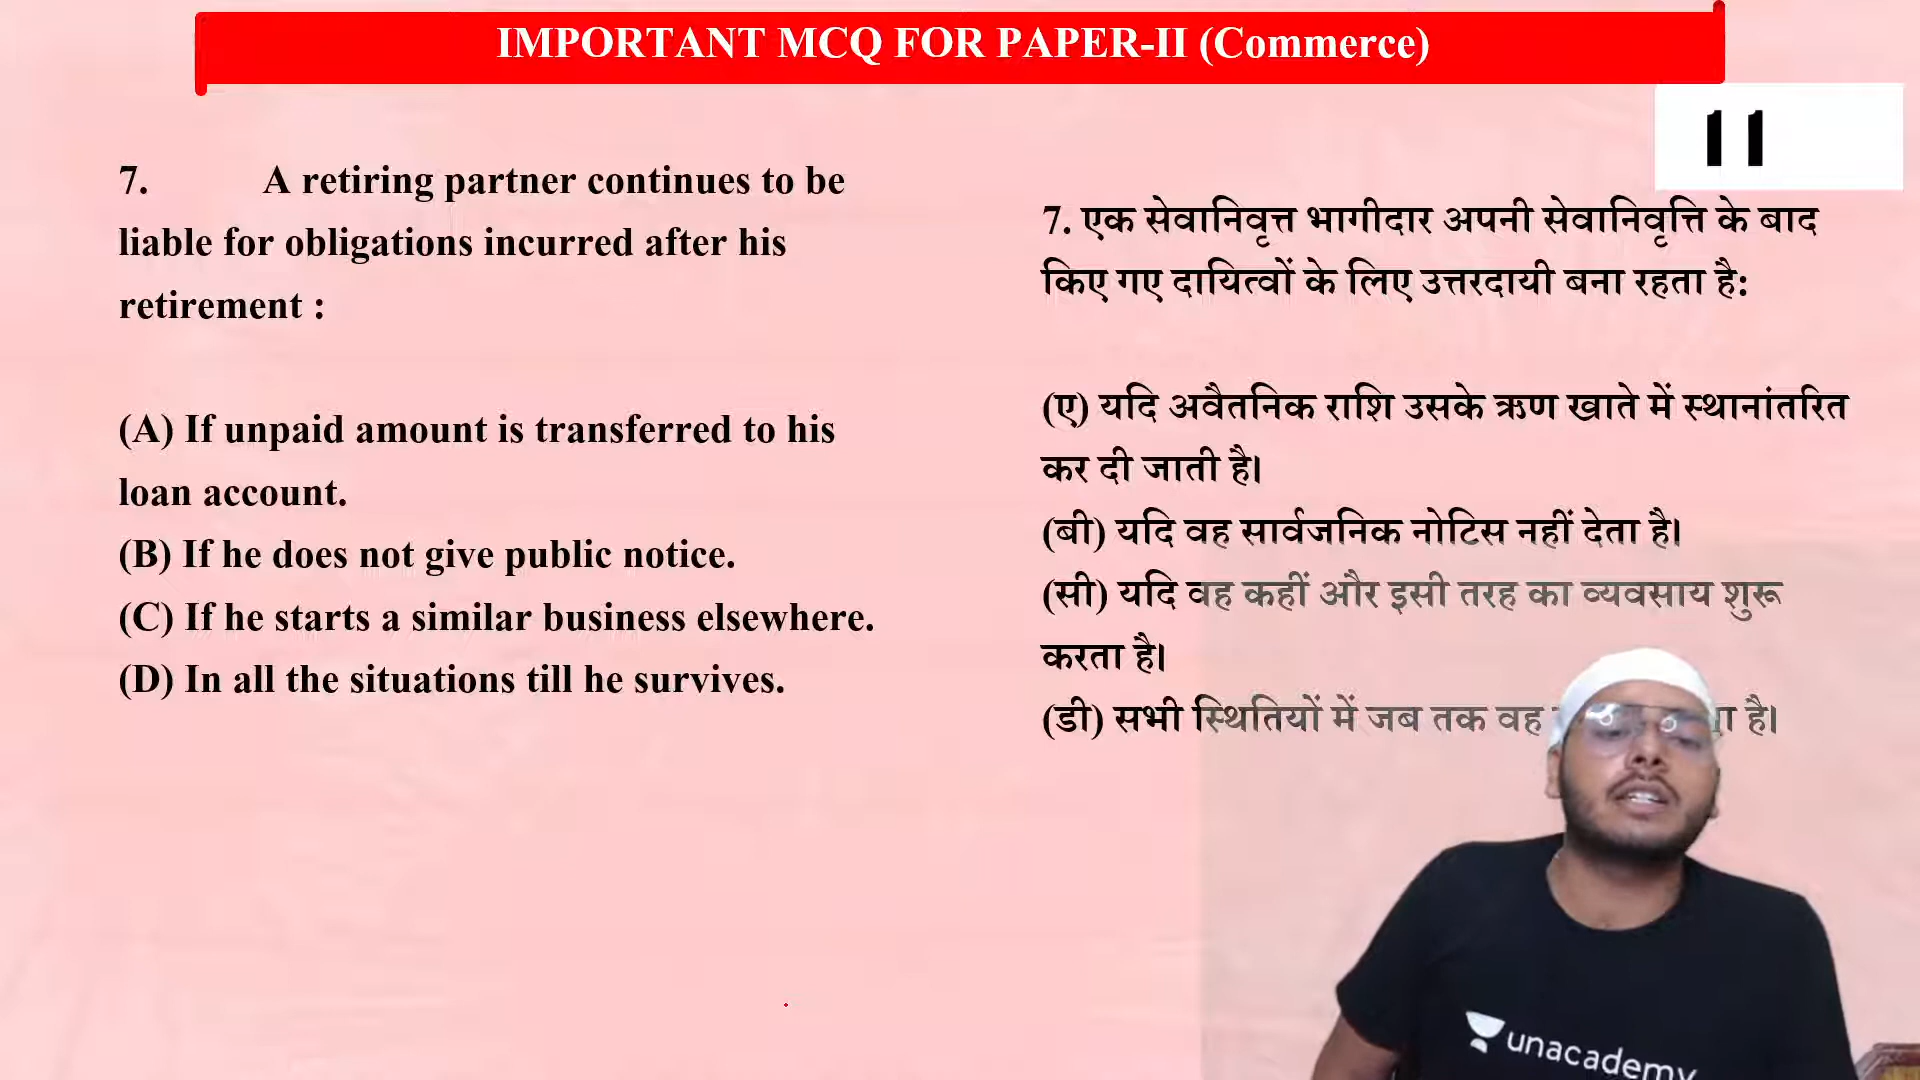 IMPORTANT MCQ FOR PAPER-II (Commerce)
11
7. A retiring partner continues to be
liable for obligations incurred after his
retirement :
(A) If unpaid amount is transferred to his
loan account.
(B) If he does not give public notice.
(C) If he starts a similar business elsewhere.
(D) In all the situations till he survives.
7. एक सेवानिवृत्त भागीदार अपनी सेवानिवृत्ति के बाद
किए गए दायित्वों के लिए उत्तरदायी बना रहता है:
(ए) यदि अवैतनिक राशि उसके ऋण खाते में स्थानांतरित
कर दी जाती है।
(बी) यदि वह सार्वजनिक नोटिस नहीं देता है।
(सी) यदि वह कहीं और इसी तरह का व्यवसाय शुरू
करता है।
(डी) सभी स्थितियों में जब तक वह है।
unacademy